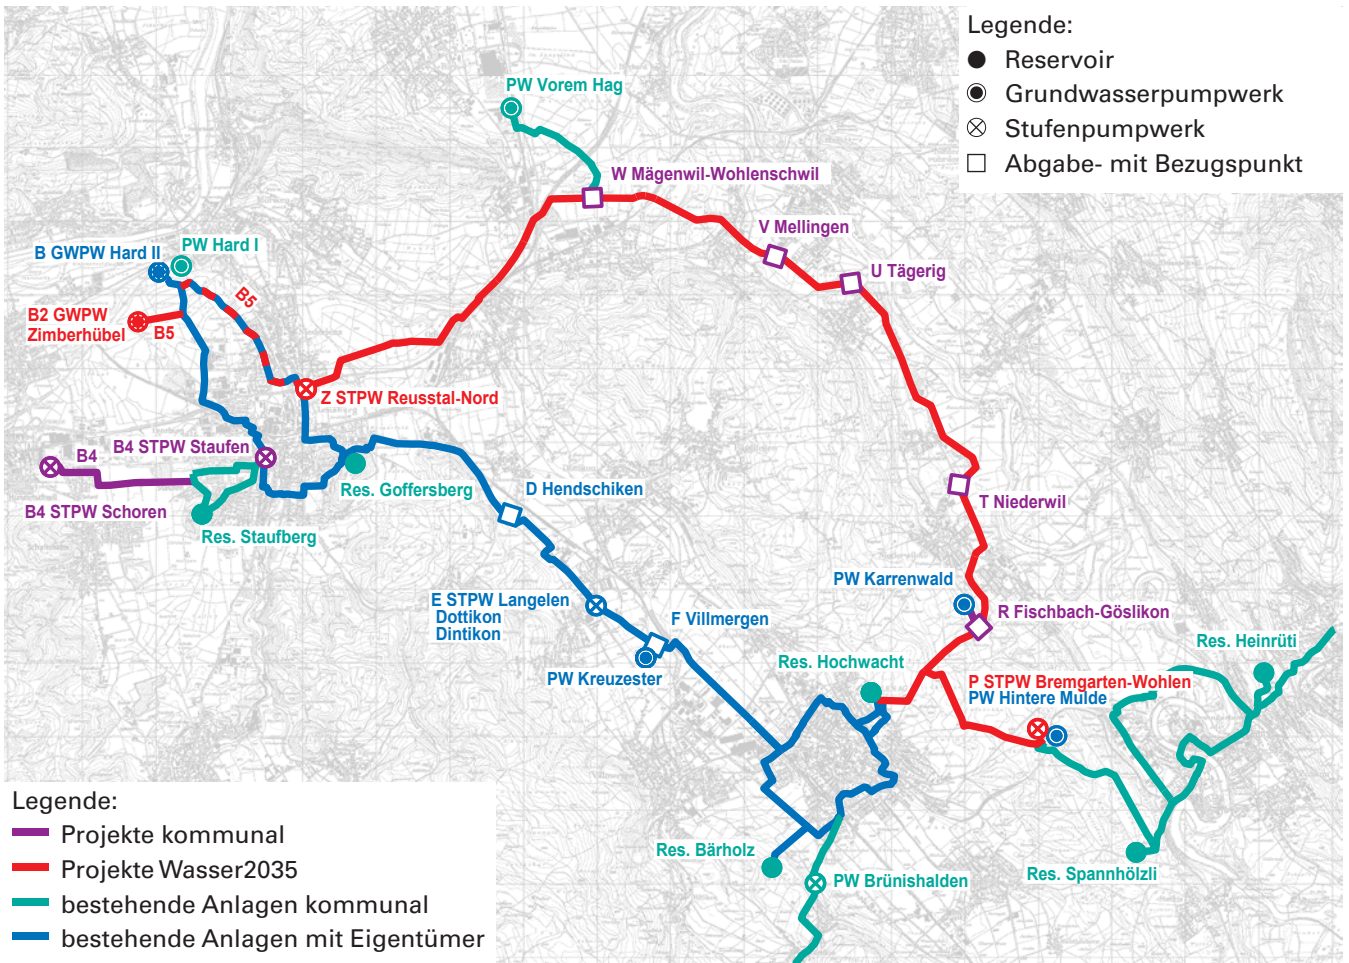 Legende:
Reservoir
Grundwasserpumpwerk
Stufenpumpwerk
Abgabe- mit Bezugspunkt
PW Vorem Hag
W Mägenwil-Wohlenschwil
V Mellingen
U Tägerig
B GWPW Hard II
PW Hard I
B5
B2 GWPW
Zimberhübel
B5
Z STPW Reusstal-Nord
B4
B4 STPW Staufen
B4 STPW Schoren
Res. Goffersberg
Res. Staufberg
D Hendschiken
T Niederwil
E STPW Langelen
Dottikon
Dintikon
F Villmergen
PW Kreuzester
PW Karrenwald
R Fischbach-Göslikon
Res. Hochwacht
Res. Heinrüti
P STPW Bremgarten-Wohlen
PW Hintere Mulde
Res. Bärholz
PW Brünishalden
Res. Spannhölzli
Legende:
Projekte kommunal
Projekte Wasser2035
bestehende Anlagen kommunal
bestehende Anlagen mit Eigentümer